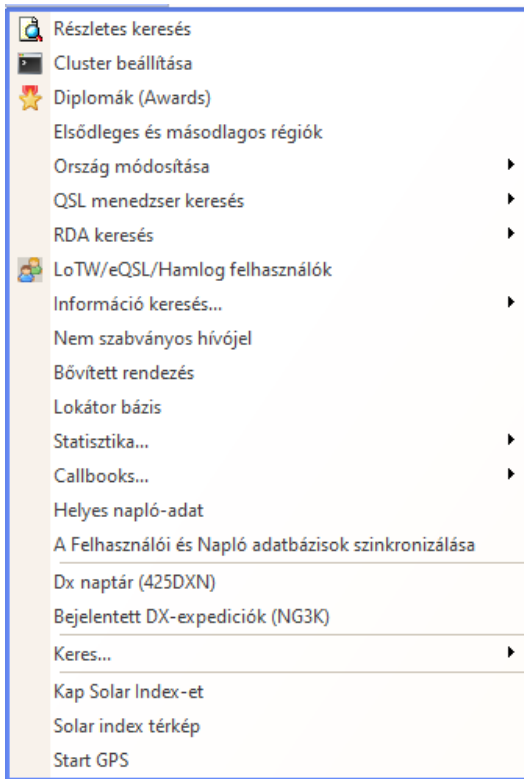 Részletes keresés
Cluster beállítása
Diplomák (Awards)
Elsődleges és másodlagos régiók
Ország módosítása
QSL menedzser keresés
RDA keresés
LoTW/eQSL/Hamlog felhasználók
Információ keresés...
Nem szabványos hívójel
Bővített rendezés
Lokátor bázis
Statisztika...
Callbooks...
Helyes napló-adat
A Felhasználói és Napló adatbázisok szinkronizálása
Dx naptár (425DXN)
Bejelentett DX-expediciók (NG3K)
Keres...
Kap Solar Index-et
Solar index térkép
Start GPS